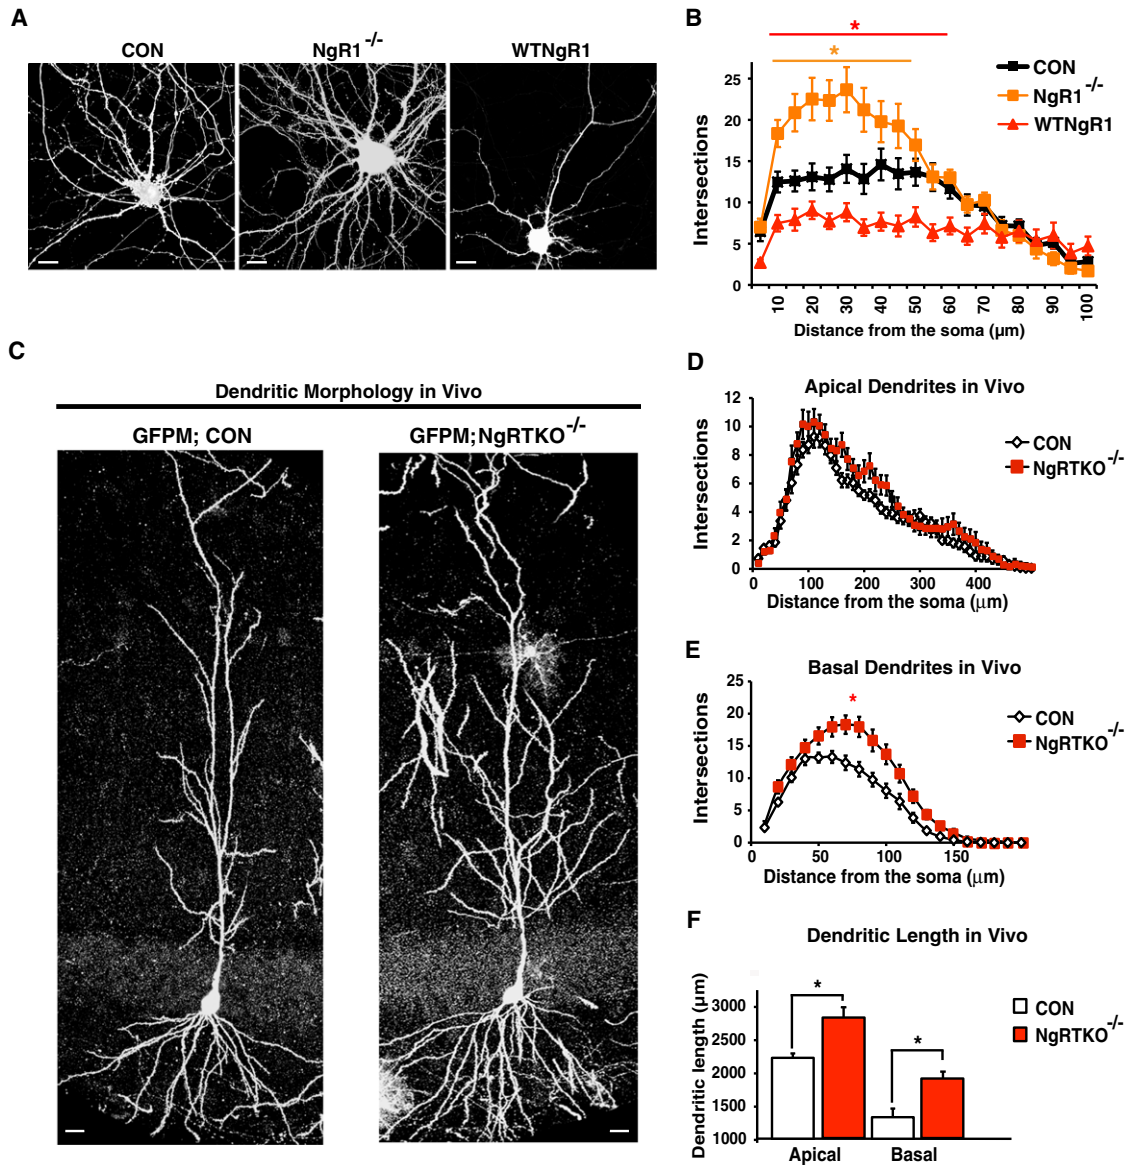 A
CON
NgR1-/-
WTNgR1
B
*
*
CON
NgR1-/-
WTNgR1
Intersections
25
20
15
10
5
0
10
20
30
40
50
60
70
80
90
100
Distance from the soma (µm)
C
Dendritic Morphology in Vivo
GFPM; CON
GFPM;NgRTKO-/-
D
Apical Dendrites in Vivo
Intersections
12
10
8
6
4
2
0
0
100
200
300
400
CON
NgRTKO-/-
Distance from the soma (µm)
E
Basal Dendrites in Vivo
*
Intersections
25
20
15
10
5
0
0
50
100
150
CON
NgRTKO-/-
Distance from the soma (µm)
F
Dendritic Length in Vivo
Dendritic length (µm)
3000
2500
2000
1500
1000
*
*
CON
NgRTKO-/-
Apical
Basal